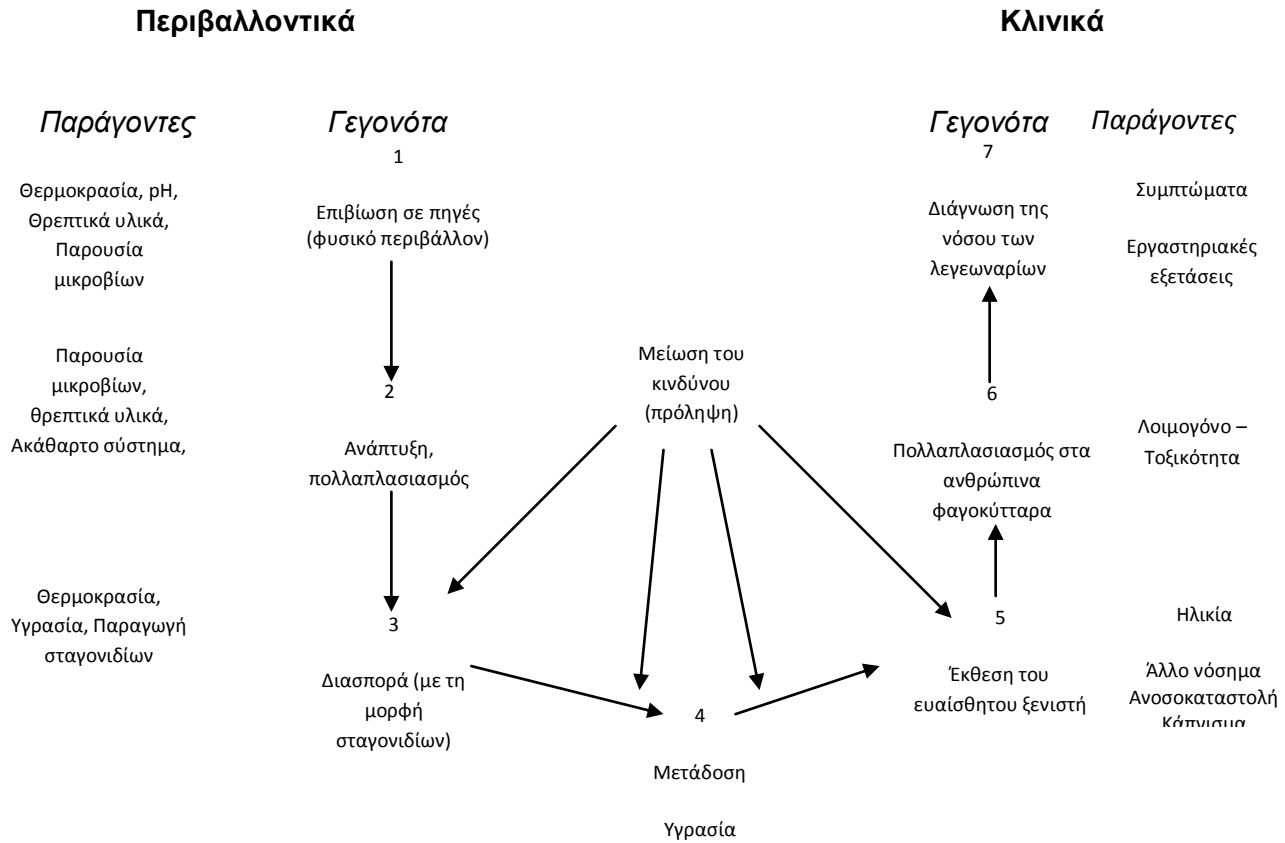 Περιβαλλοντικά
Κλινικά
Παράγοντες
Γεγονότα
Γεγονότα
Παράγοντες
1
7
Θερμοκρασία, pH,
Θρεπτικά υλικά,
Παρουσία
μικροβίων
Επιβίωση σε πηγές
(φυσικό περιβάλλον)
Διάγνωση της
νόσου των
λεγεωναρίων
Συμπτώματα
Εργαστηριακές
εξετάσεις
Παρουσία
μικροβίων,
θρεπτικά υλικά,
Ακάθαρτο σύστημα,
2
Ανάπτυξη,
πολλαπλασιασμός
Μείωση του
κινδύνου
(πρόληψη)
6
Πολλαπλασιασμός στα
ανθρώπινα
φαγοκύτταρα
Λοιμογόνο –
Τοξικότητα
Θερμοκρασία,
Υγρασία, Παραγωγή
σταγονιδίων
3
Διασπορά (με τη
μορφή
σταγονιδίων)
4
Μετάδοση
Υγρασία
5
Έκθεση του
ευαίσθητου ξενιστή
Ηλικία
Άλλο νόσημα
Ανοσοκαταστολή
Κάπνισμα